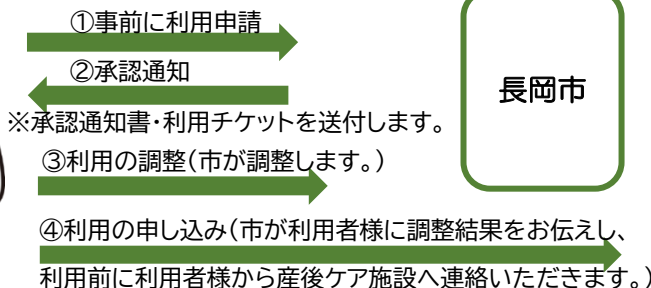 ①事前に利用申請
②承認通知
長岡市
※承認通知書・利用チケットを送付します。
③利用の調整(市が調整します。)
④利用の申し込み(市が利用者様に調整結果をお伝えし、
利用前に利用者様から産後ケア施設へ連絡いただきます。)